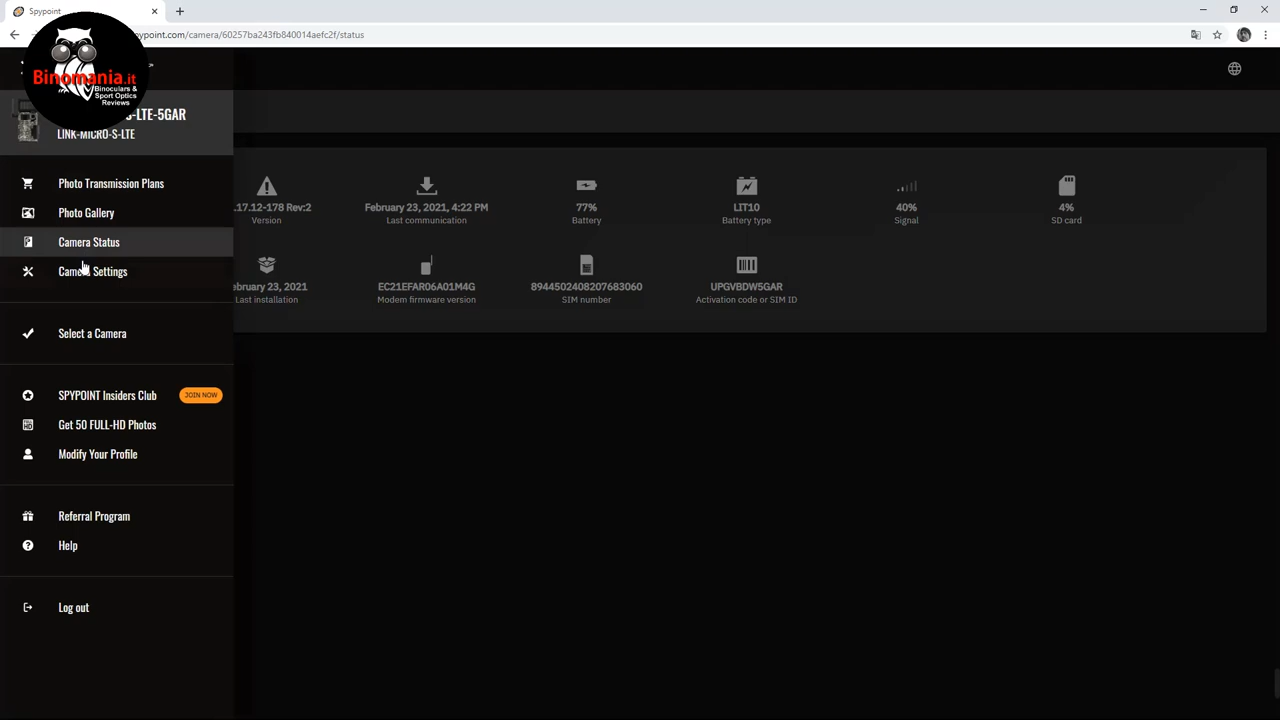 Spypoint
ypoint.com/camera/60257ba243fb840014aefc2f/status
Binomania.it
Binoculars &
Sport Optics
Reviews
S-LTE-5GAR
LINK-MICRO-S-LTE
Photo Transmission Plans
Photo Gallery
Camera Status
Camera Settings
Select a Camera
SPYPOINT Insiders Club
JOIN NOW
Get 50 FULL-HD Photos
Modify Your Profile
Referral Program
Help
Log out
.17.12-178 Rev:2
Version
February 23, 2021, 4:22 PM
Last communication
77%
Battery
LIT10
Battery type
40%
Signal
4%
SD card
ebruary 23, 2021
Last installation
EC21EFAR06A01M4G
Modem firmware version
8944502408207683060
SIM number
UPGVBDW5GAR
Activation code or SIM ID